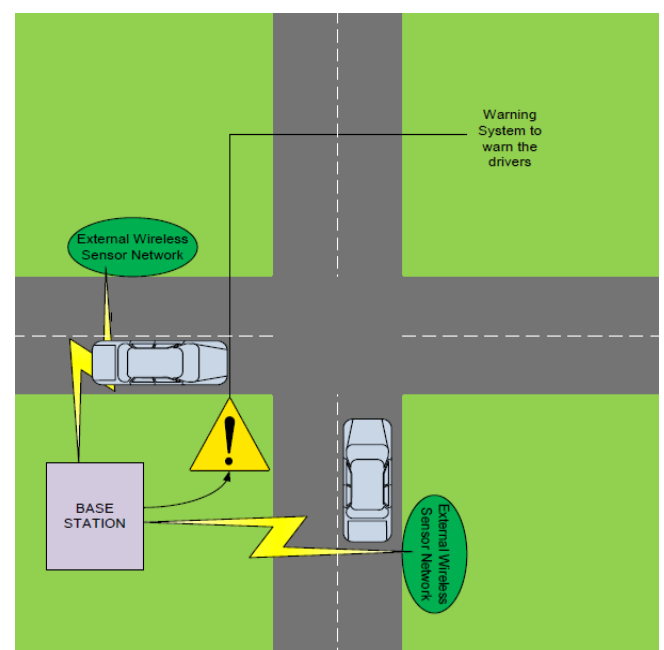 Warning
System to
warn the
drivers
External Wireless
Sensor Network
!
BASE
STATION
External Wireless
Sensor Network